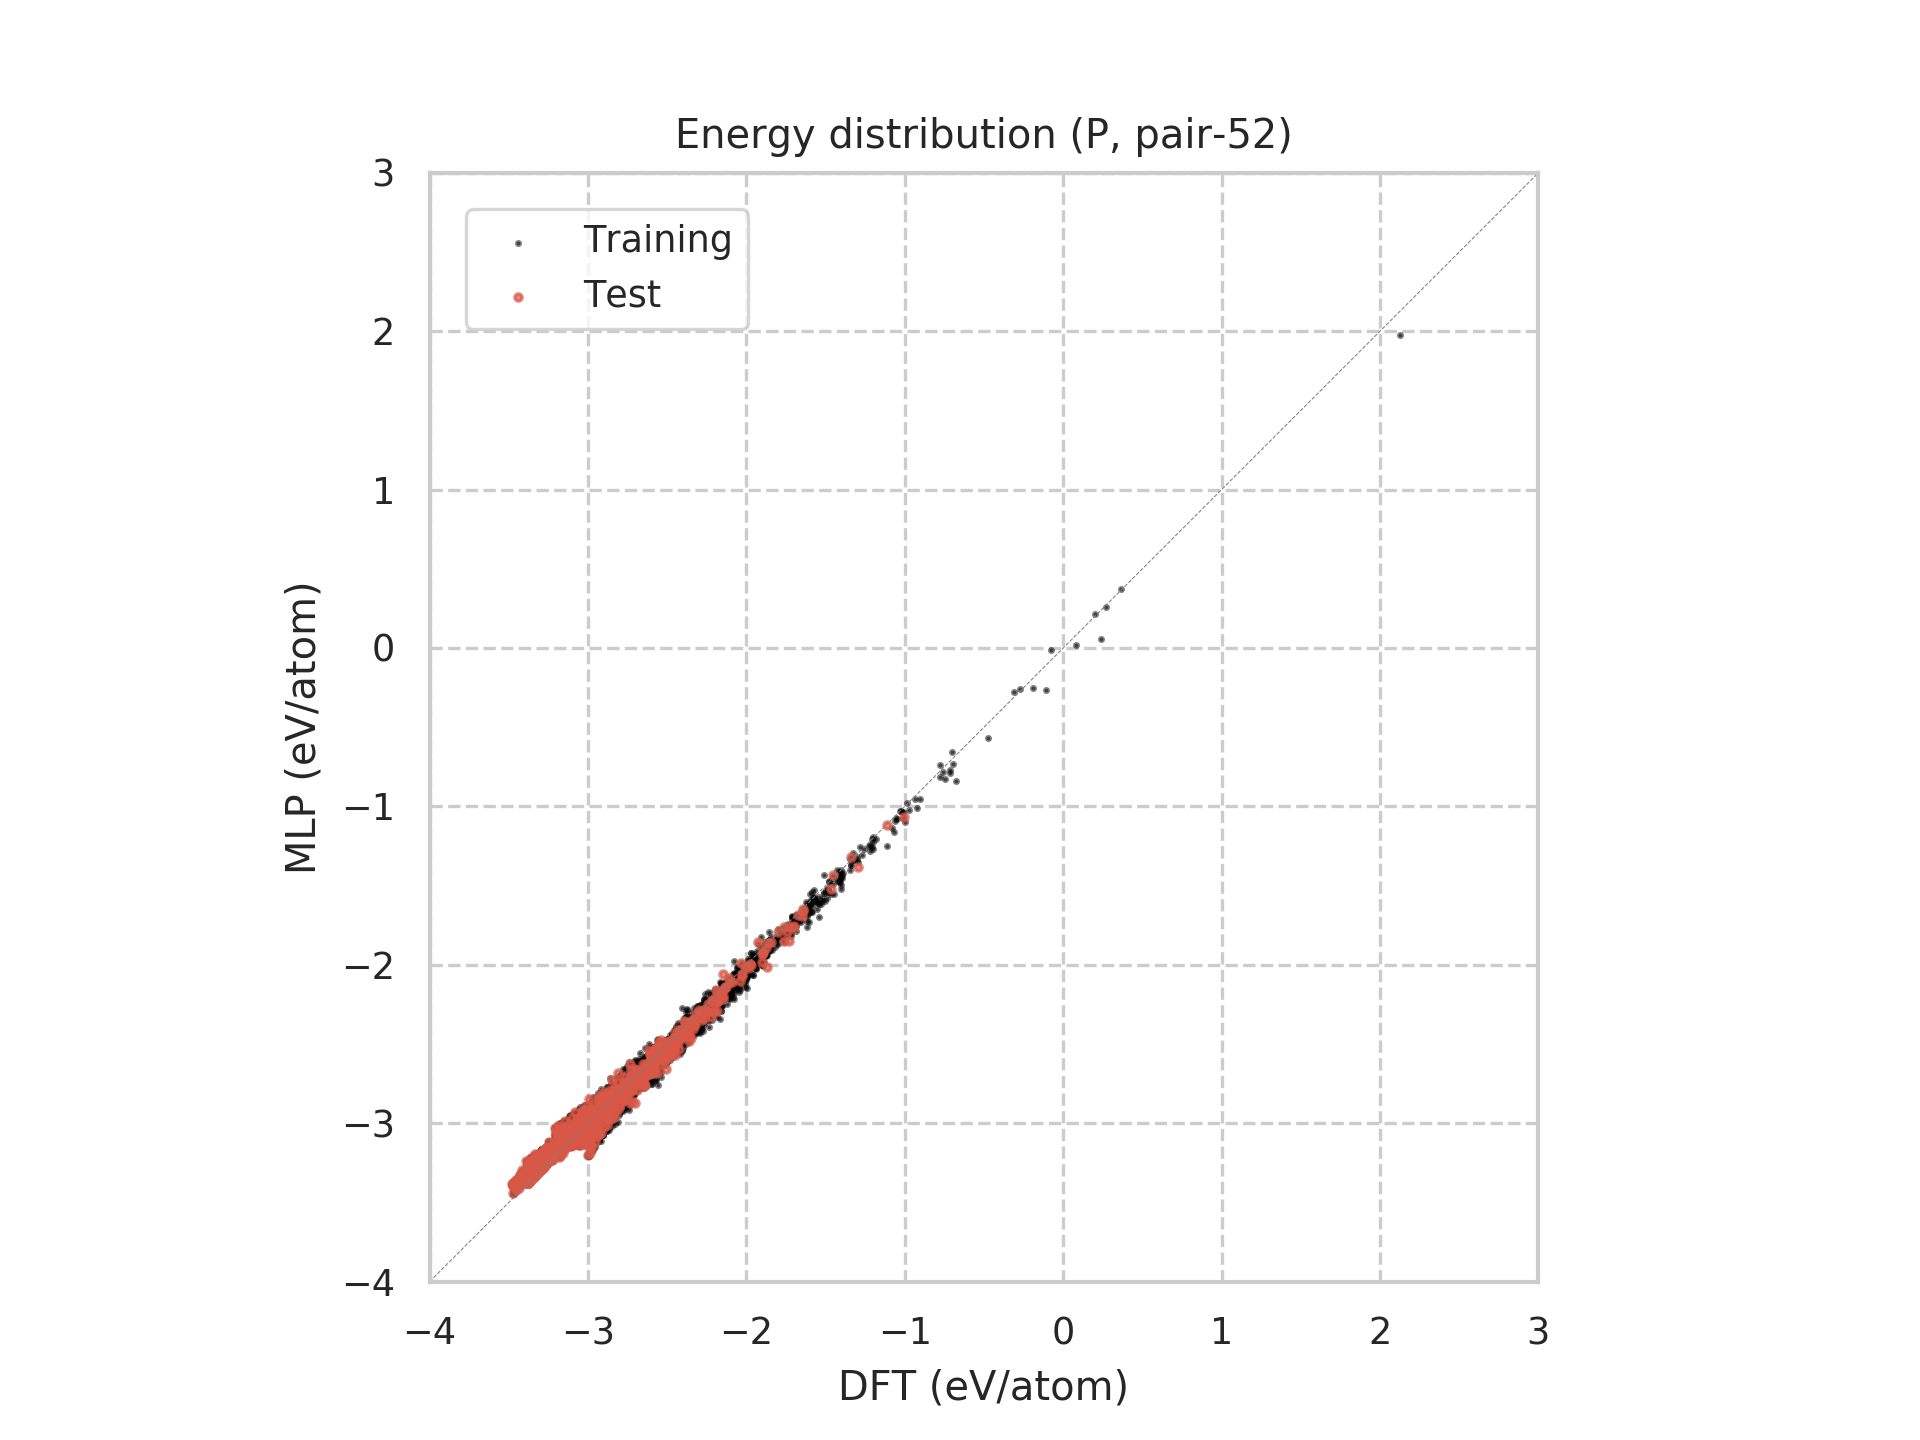 Energy distribution (P, pair-52)
3
2
1
0
−1
−2
−3
−4
MLP (eV/atom)
Training
Test
−4 −3 −2 −1 0 1 2 3
DFT (eV/atom)